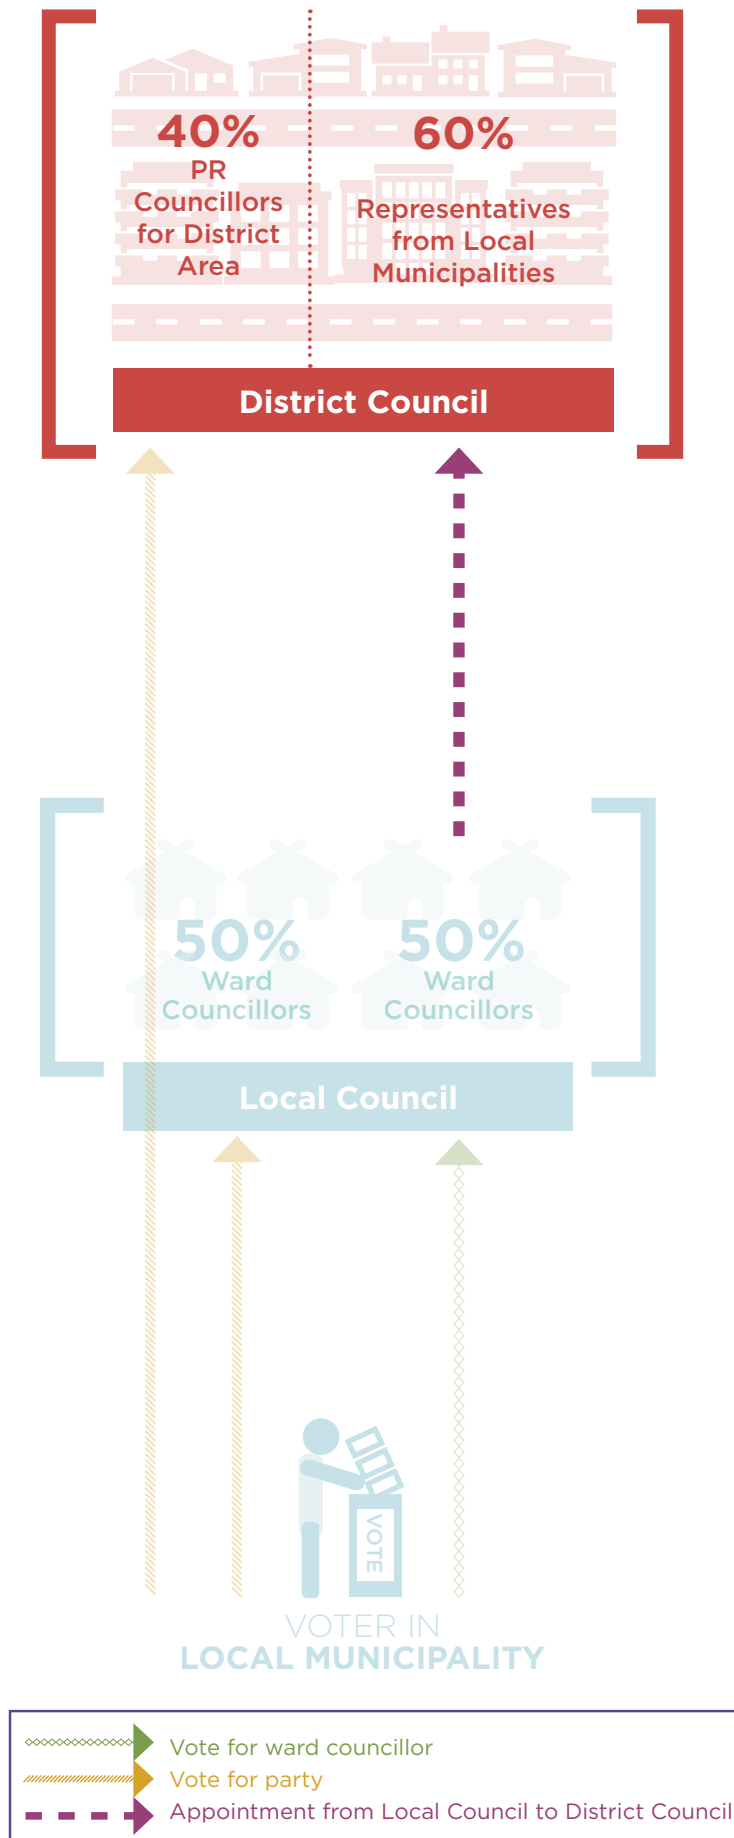 40%
PR
Councillors
for District
Area
60%
Representatives
from Local
Municipalities
District Council
50%
Ward
Councillors
50%
Ward
Councillors
Local Council
VOTE
VOTER IN
LOCAL MUNICIPALITY
Vote for ward councillor
Vote for party
Appointment from Local Council to District Council